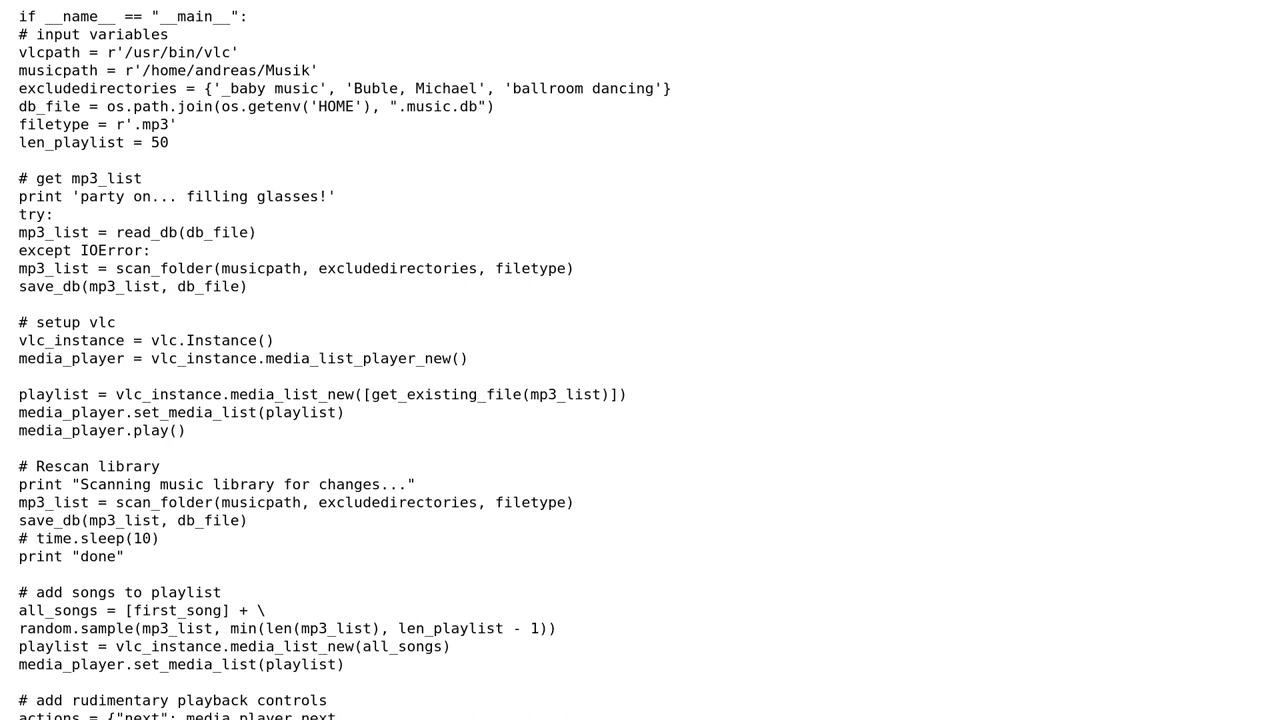 if __name__ == "__main__":
# input variables
vlcpath = r'/usr/bin/vlc'
musicpath = r'/home/andreas/Musik'
excludedirectories = {'_baby music', 'Buble, Michael', 'ballroom dancing'}
db_file = os.path.join(os.getenv('HOME'), ".music.db")
filetype = r'.mp3'
len_playlist = 50

# get mp3_list
print 'party on... filling glasses!'
try:
mp3_list = read_db(db_file)
except IOError:
mp3_list = scan_folder(musicpath, excludedirectories, filetype)
save_db(mp3_list, db_file)

# setup vlc
vlc_instance = vlc.Instance()
media_player = vlc_instance.media_list_player_new()

playlist = vlc_instance.media_list_new([get_existing_file(mp3_list)])
media_player.set_media_list(playlist)
media_player.play()

# Rescan library
print "Scanning music library for changes..."
mp3_list = scan_folder(musicpath, excludedirectories, filetype)
save_db(mp3_list, db_file)
# time.sleep(10)
print "done"

# add songs to playlist
all_songs = [first_song] + \
random.sample(mp3_list, min(len(mp3_list), len_playlist - 1))
playlist = vlc_instance.media_list_new(all_songs)
media_player.set_media_list(playlist)

# add rudimentary playback controls
actions = {"next": media_player.next,